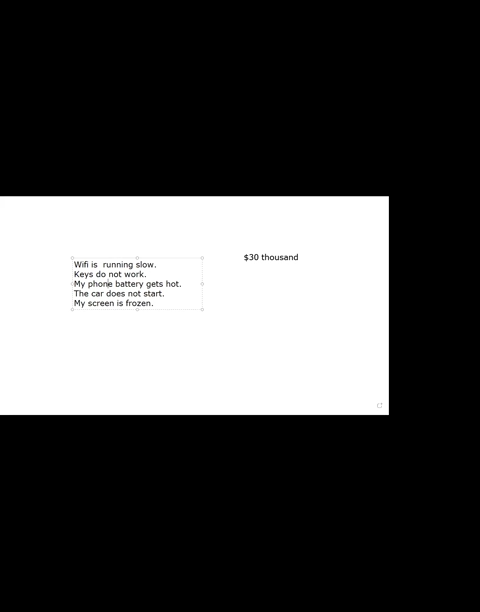 Wifi is  running slow.
Keys do not work.
My phone battery gets hot.
The car does not start.
My screen is frozen.
$30 thousand